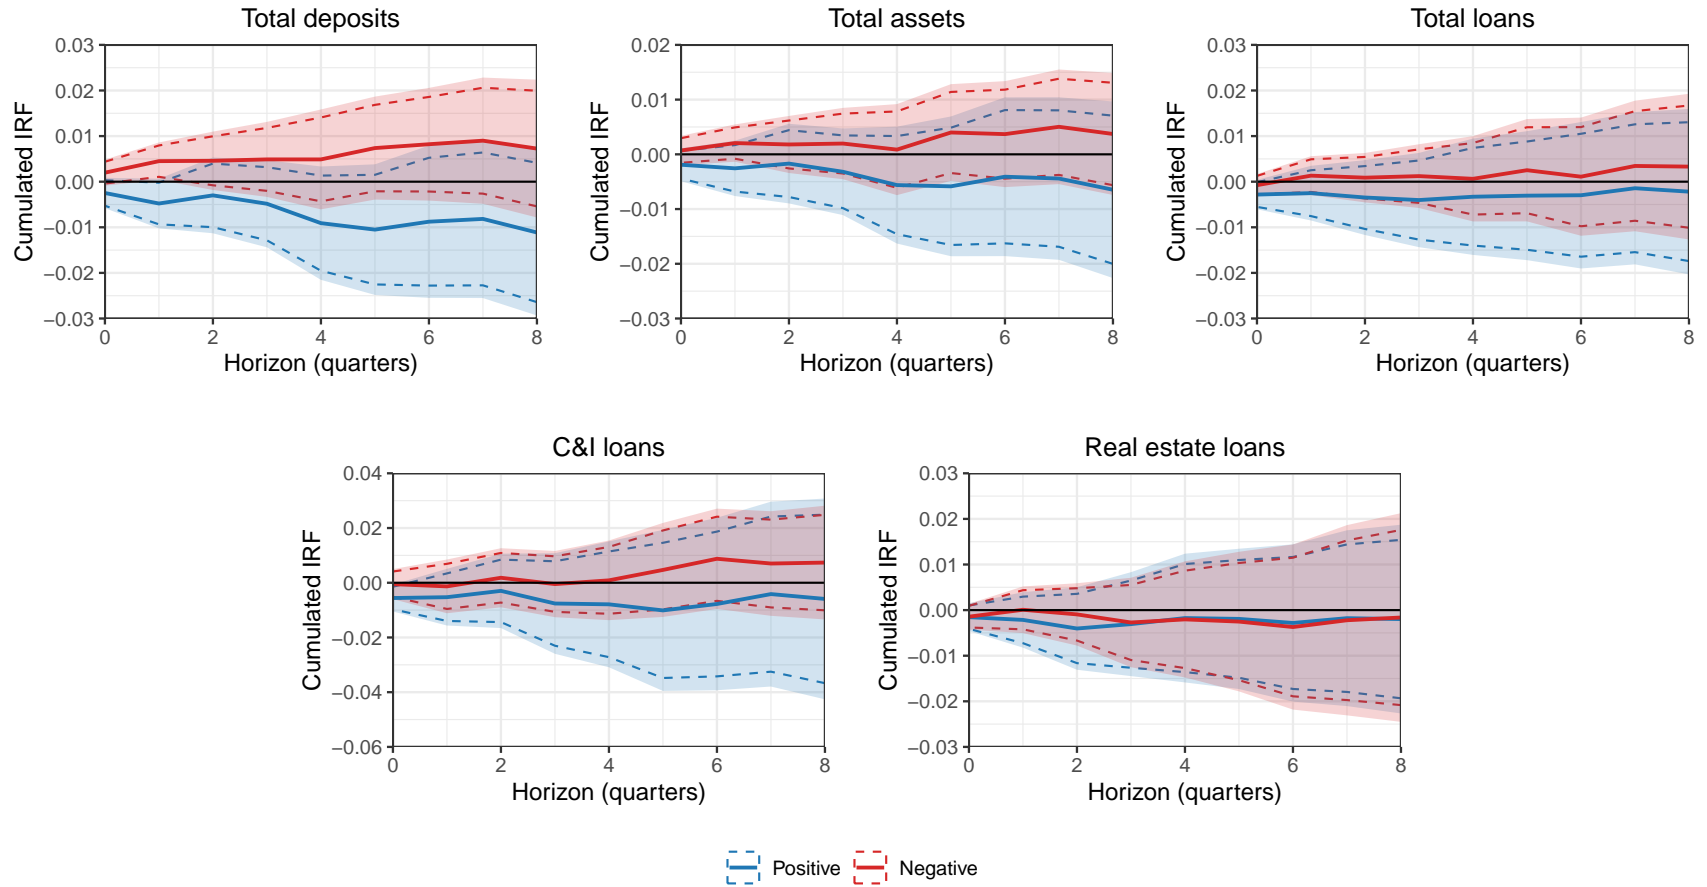 Total deposits
Total assets
Total loans
Cumulated IRF
0.03
0.02
0.01
0.00
−0.01
−0.02
−0.03
0 2 4 6 8
Horizon (quarters)
Cumulated IRF
0.02
0.01
0.00
−0.01
−0.02
−0.03
0 2 4 6 8
Horizon (quarters)
Cumulated IRF
0.03
0.02
0.01
0.00
−0.01
−0.02
−0.03
0 2 4 6 8
Horizon (quarters)
C&I loans
Real estate loans
Cumulated IRF
0.04
0.02
0.00
−0.02
−0.04
−0.06
0 2 4 6 8
Horizon (quarters)
Cumulated IRF
0.03
0.02
0.01
0.00
−0.01
−0.02
−0.03
0 2 4 6 8
Horizon (quarters)
Positive Negative